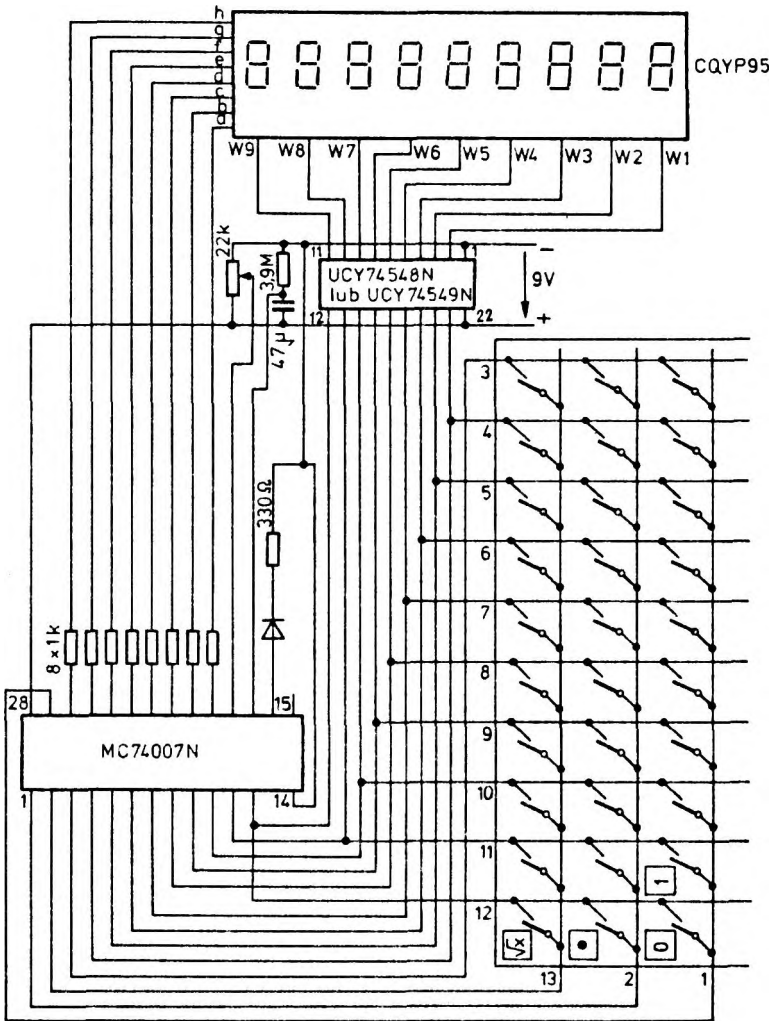 h
g
f
e
d
c
b
a
CQYP95
W9 W8 W7 W6 W5 W4 W3 W2 W1
22k
3,9M
47μ
11 1
UCY74548N
lub UCY74549N
12 22
−
9V
+
330Ω
8×1k
28 15
MC74007N
1 14
3
4
5
6
7
8
9
10
11
12
1
√x
•
0
13 2 1